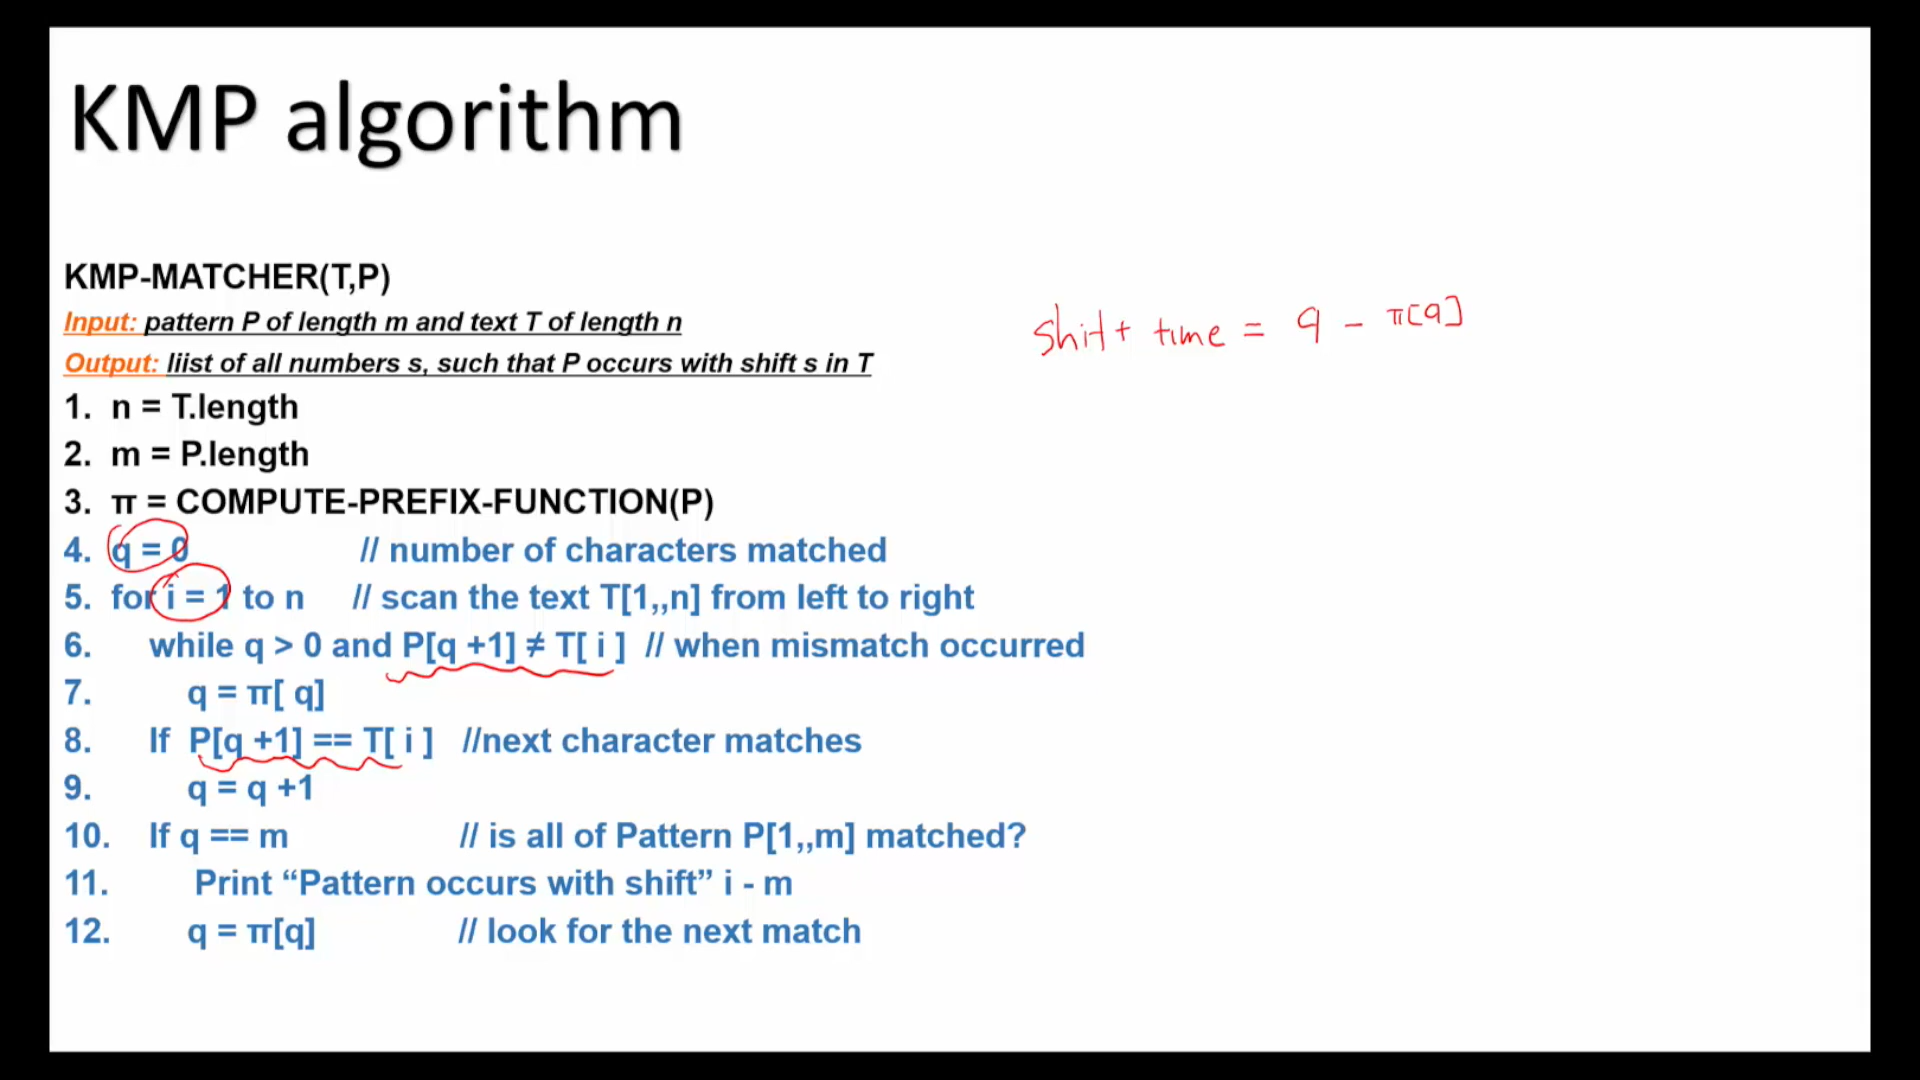 KMP algorithm
KMP-MATCHER(T,P)
Input: pattern P of length m and text T of length n
Output: liist of all numbers s, such that P occurs with shift s in T
shift time = q - π[q]
1. n = T.length
2. m = P.length
3. π = COMPUTE-PREFIX-FUNCTION(P)
4. q = 0 // number of characters matched
5. for i = 1 to n // scan the text T[1,,n] from left to right
6. while q > 0 and P[q +1] ≠ T[ i ] // when mismatch occurred
7. q = π[ q]
8. If P[q +1] == T[ i ] //next character matches
9. q = q +1
10. If q == m // is all of Pattern P[1,,m] matched?
11. Print “Pattern occurs with shift” i - m
12. q = π[q] // look for the next match